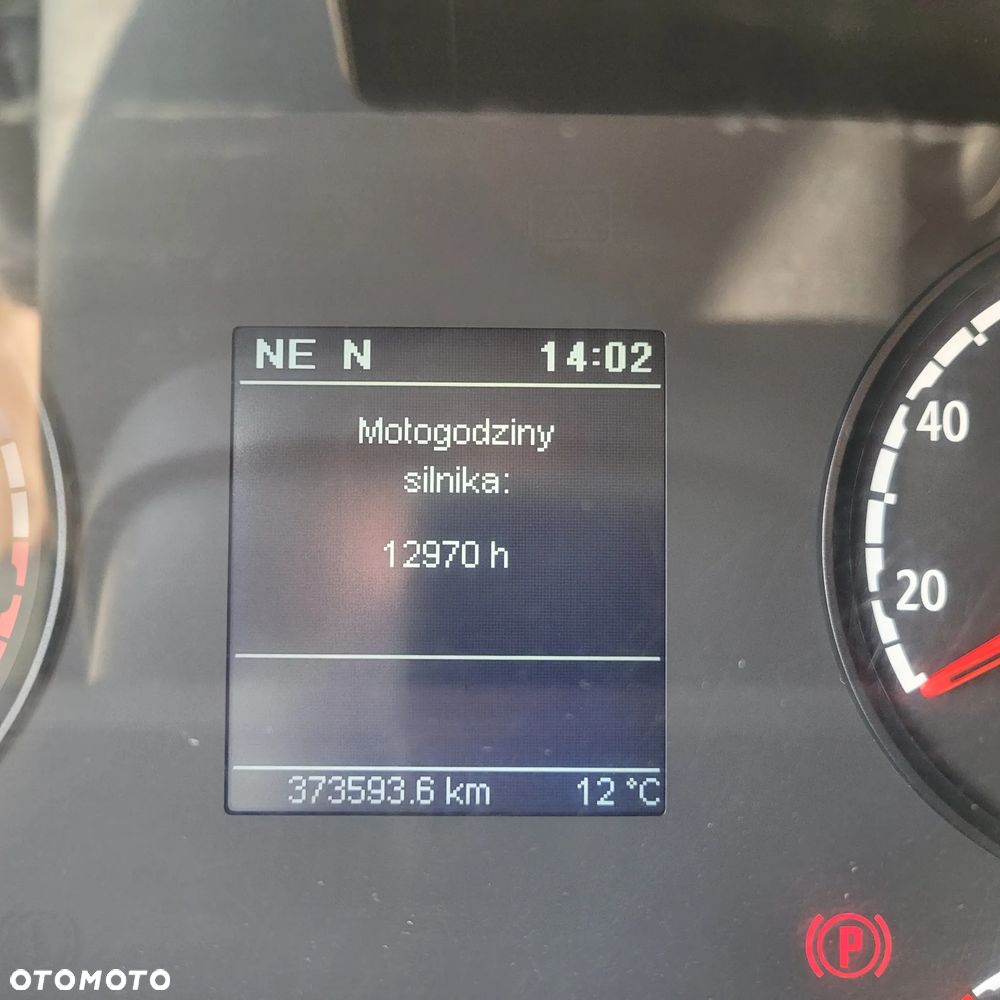 NE N 14:02
Motogodziny
silnika:
12970 h
373593.6 km 12 °C
40
20
P
OTOMOTO